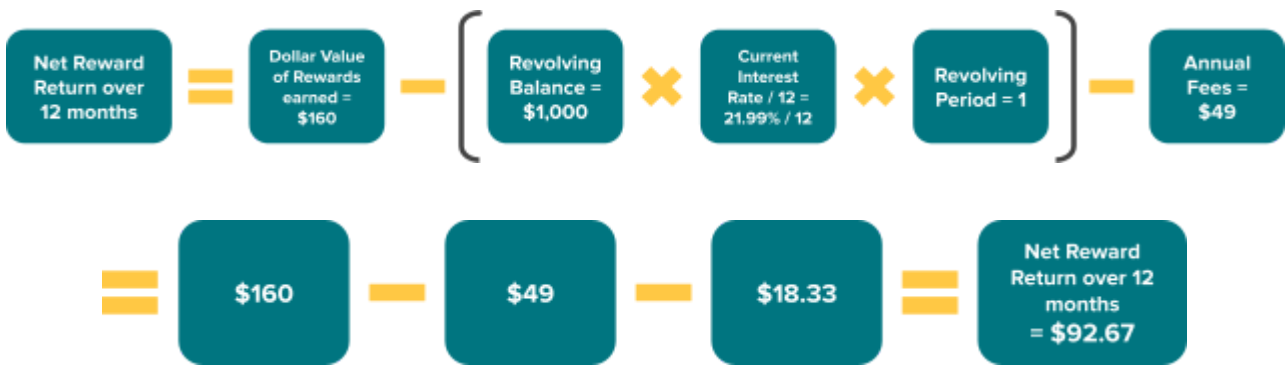 Net Reward
Return over
12 months
=
Dollar Value
of Rewards
earned =
$160
-
(
Revolving
Balance =
$1,000
×
Current
Interest
Rate / 12 =
21.99% / 12
×
Revolving
Period = 1
)
-
Annual
Fees =
$49
=
$160
-
$49
-
$18.33
=
Net Reward
Return over 12
months
= $92.67